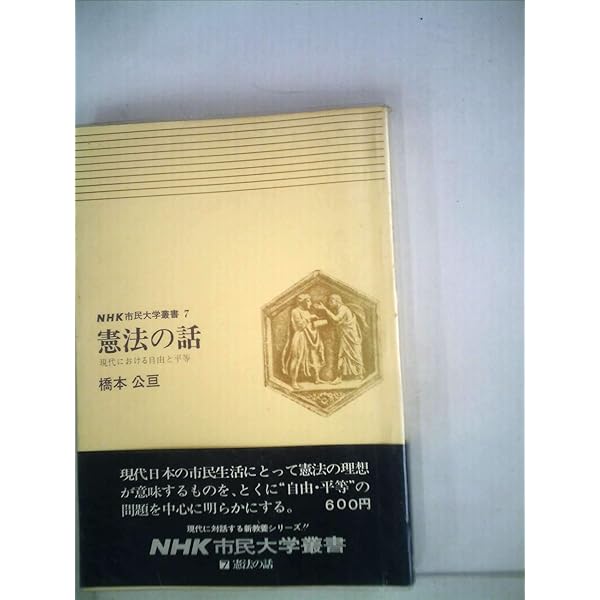 NHK市民大学叢書 7
憲法の話
現代における自由と平等
橋本 公亘
現代日本の市民生活にとって憲法の理想
が意味するものを、とくに“自由・平等”の
問題を中心に明らかにする。 600円
現代に対話する新教養シリーズ!!
NHK市民大学叢書
7 憲法の話